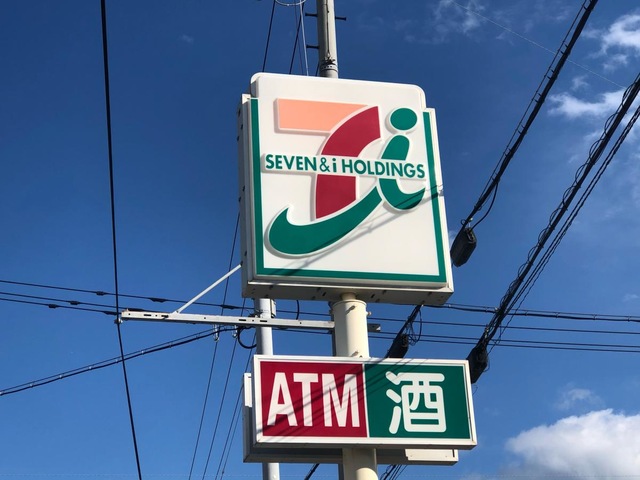 SEVEN&i HOLDINGS
ATM 酒